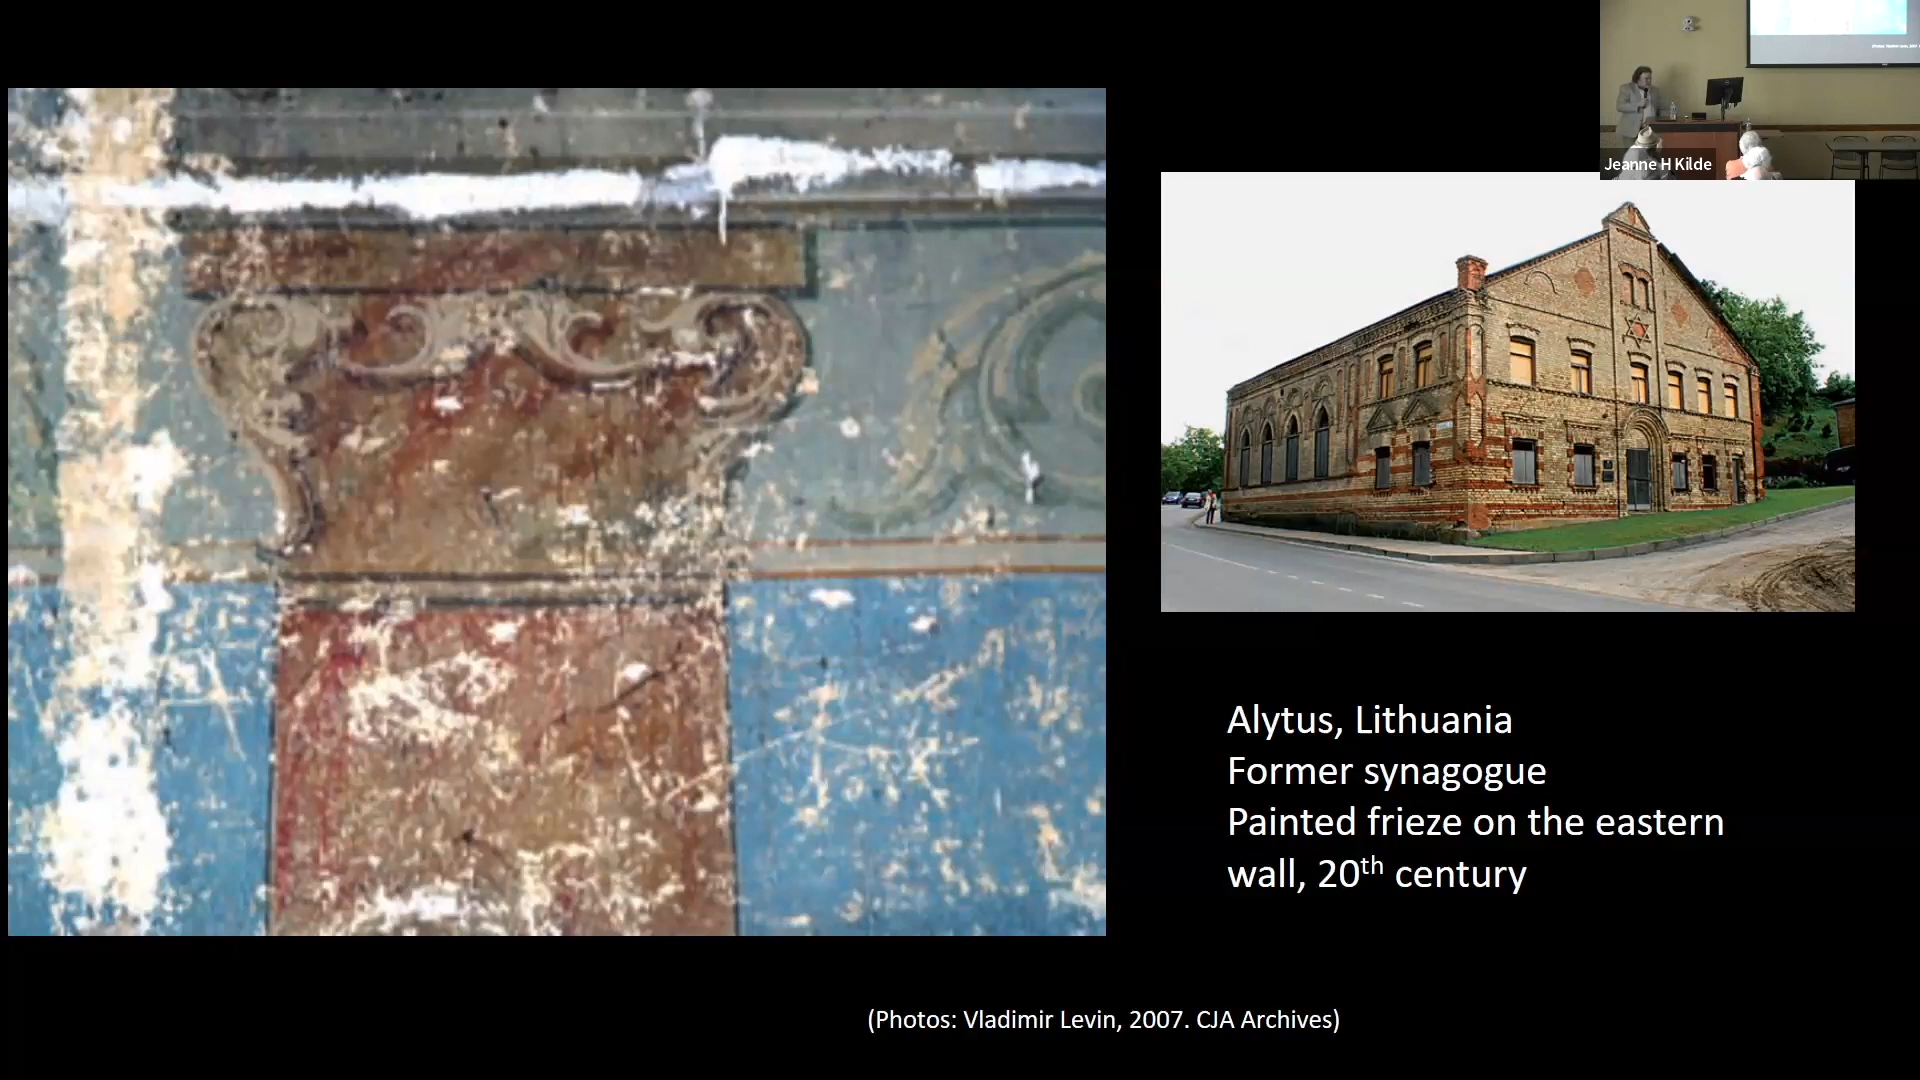 Jeanne H Kilde
Alytus, Lithuania
Former synagogue
Painted frieze on the eastern
wall, 20th century
(Photos: Vladimir Levin, 2007. CJA Archives)